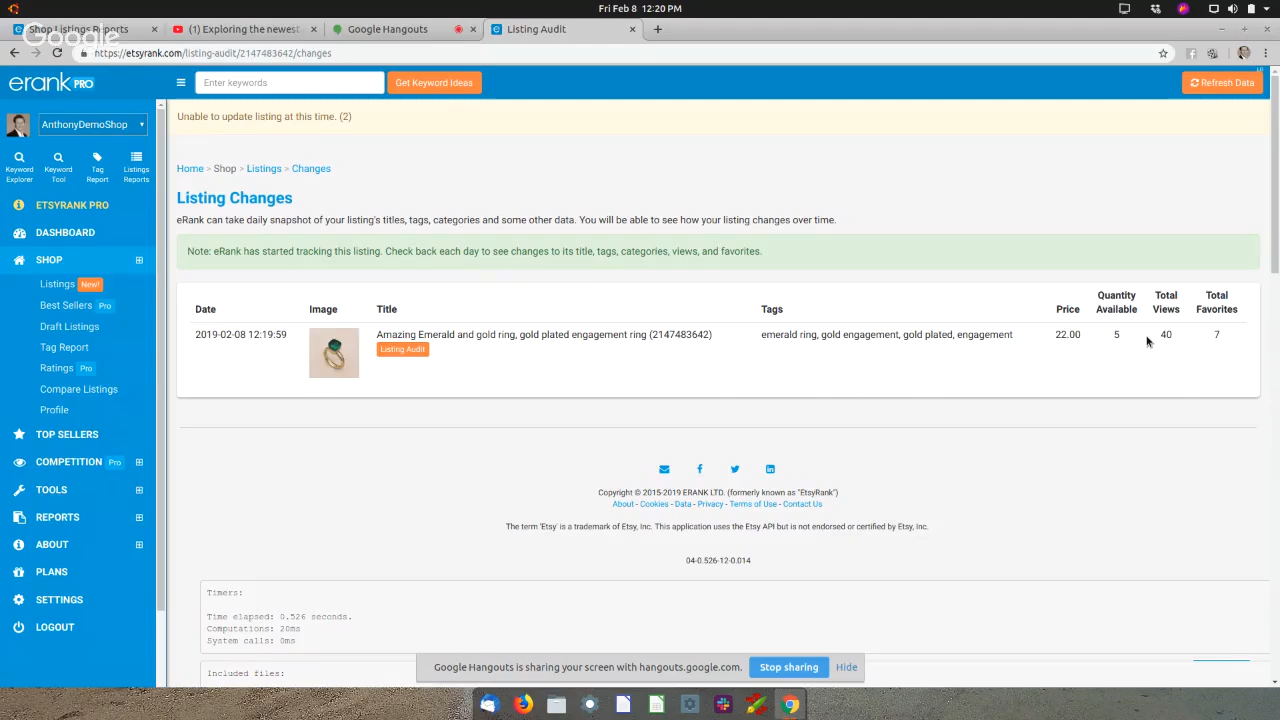 Fri Feb 8 12:20 PM
Shop Listings Reports
(1) Exploring the newest
Google Hangouts
Listing Audit
Google
https://etsyrank.com/listing-audit/2147483642/changes
erank PRO
Enter keywords
Get Keyword Ideas
Refresh Data
AnthonyDemoShop
Unable to update listing at this time. (2)
Keyword Explorer
Keyword Tool
Tag Report
Listings Reports
Home > Shop > Listings > Changes
ETSYRANK PRO
Listing Changes
eRank can take daily snapshot of your listing's titles, tags, categories and some other data. You will be able to see how your listing changes over time.
DASHBOARD
Note: eRank has started tracking this listing. Check back each day to see changes to its title, tags, categories, views, and favorites.
SHOP
Listings New!
Best Sellers Pro
Draft Listings
Tag Report
Ratings Pro
Compare Listings
Profile
TOP SELLERS
COMPETITION Pro
TOOLS
REPORTS
ABOUT
PLANS
SETTINGS
LOGOUT
Date Image Title Tags Price Quantity Available Total Views Total Favorites
2019-02-08 12:19:59 Amazing Emerald and gold ring, gold plated engagement ring (2147483642) emerald ring, gold engagement, gold plated, engagement 22.00 5 40 7
Listing Audit
Copyright © 2015-2019 ERANK LTD. (formerly known as "EtsyRank")
About - Cookies - Data - Privacy - Terms of Use - Contact Us
The term 'Etsy' is a trademark of Etsy, Inc. This application uses the Etsy API but is not endorsed or certified by Etsy, Inc.
04-0.526-12-0.014
Timers:
Time elapsed: 0.526 seconds.
Computations: 20ms
System calls: 0ms
Included files:
Google Hangouts is sharing your screen with hangouts.google.com.
Stop sharing
Hide